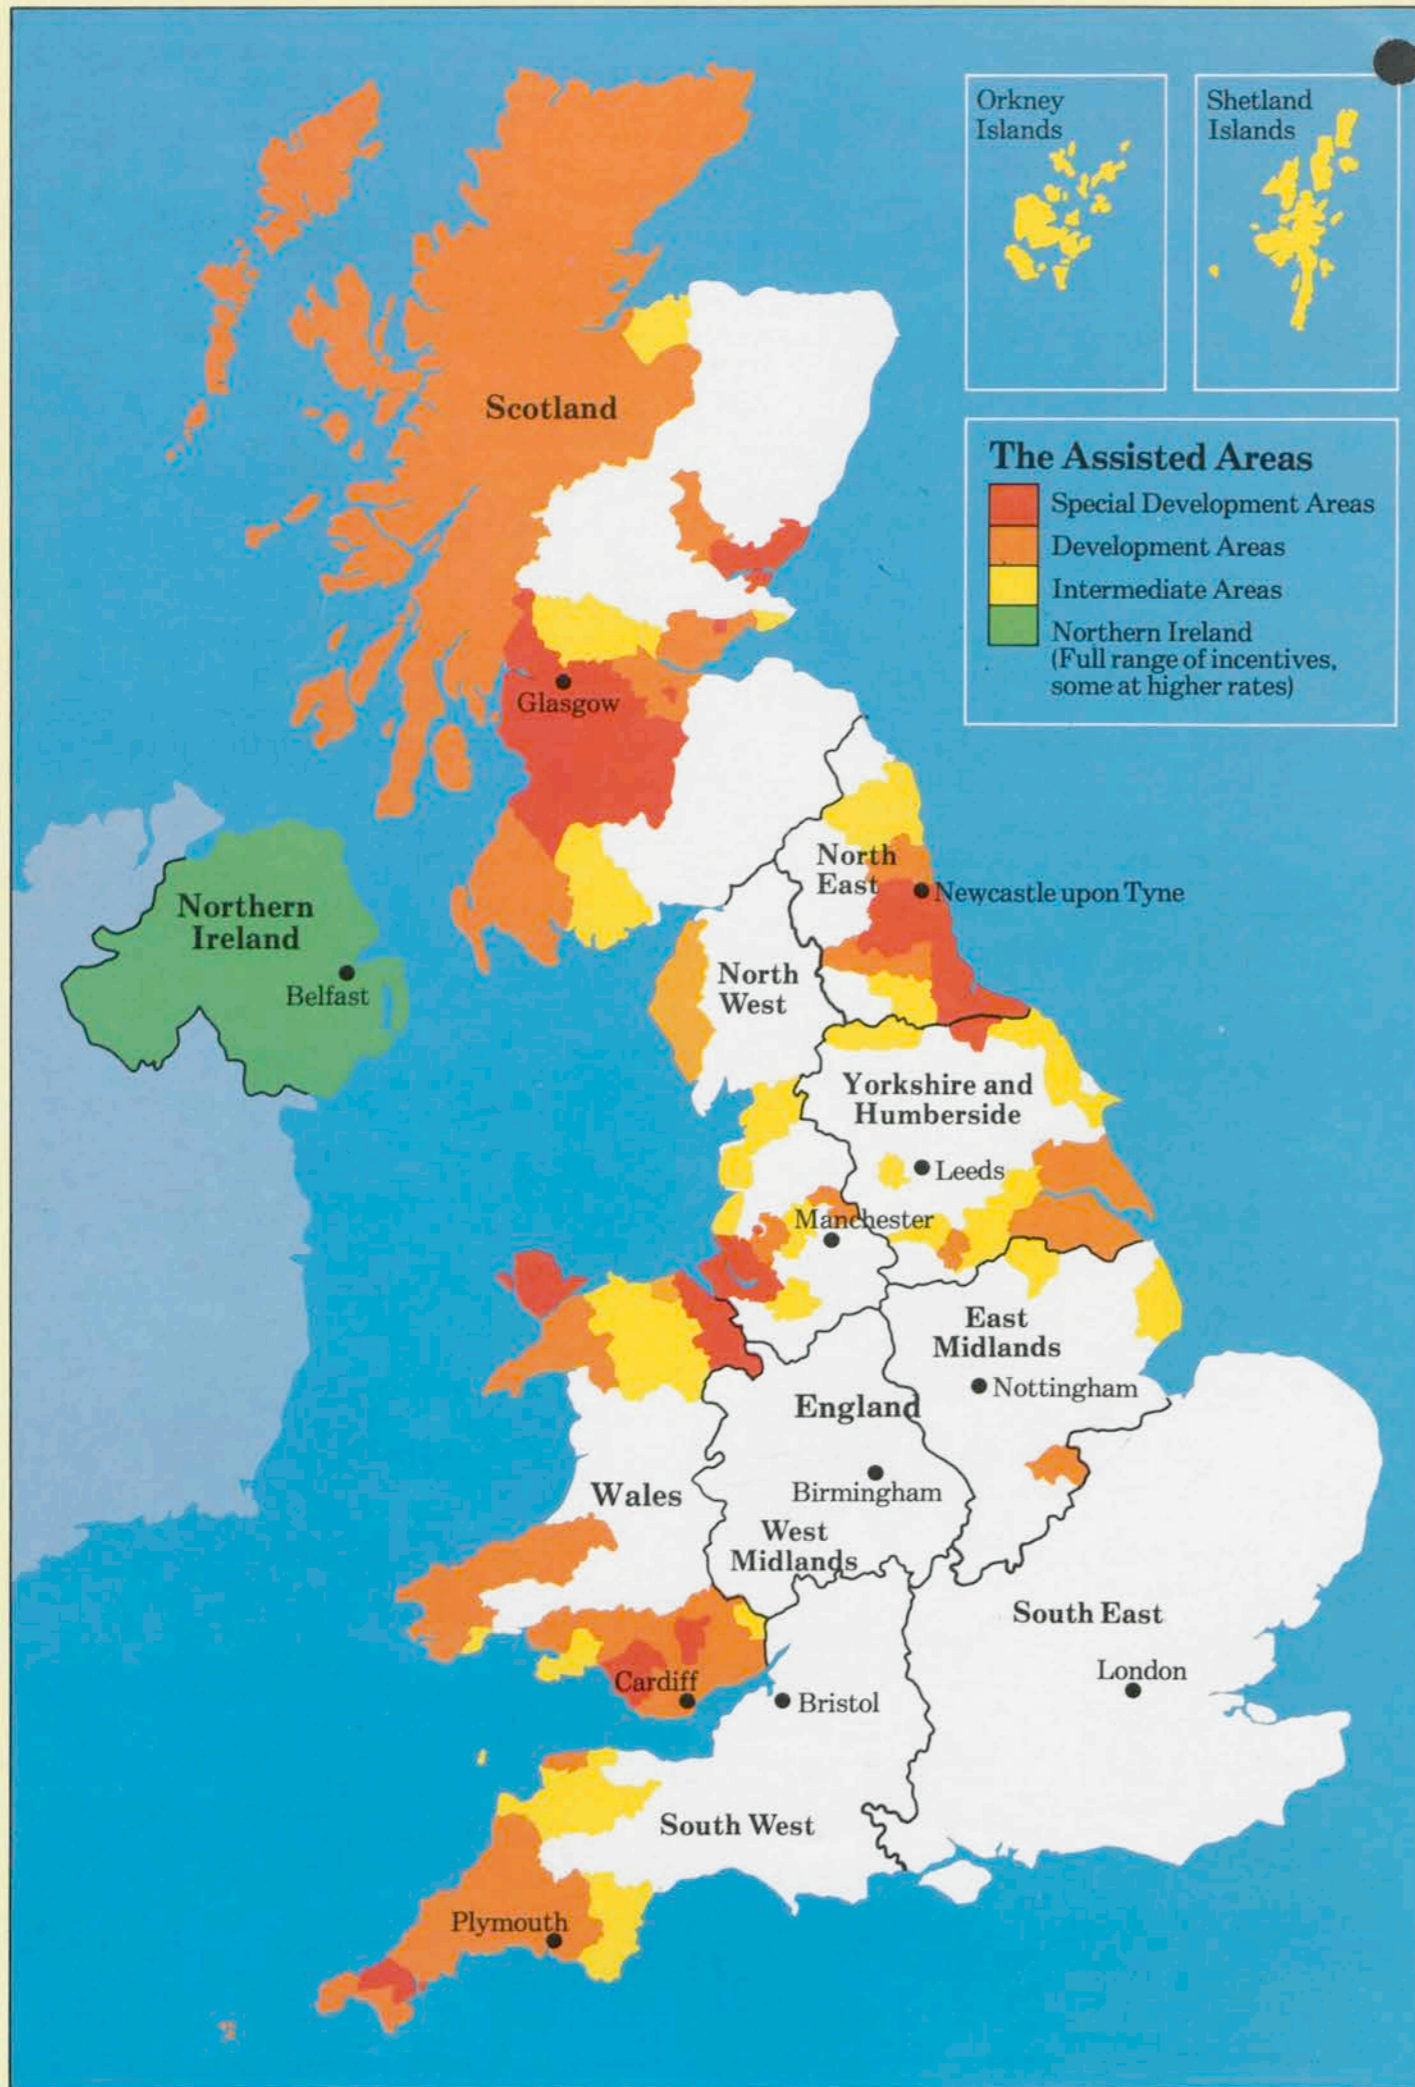 Orkney
Islands
Shetland
Islands
The Assisted Areas
Special Development Areas
Development Areas
Intermediate Areas
Northern Ireland
(Full range of incentives,
some at higher rates)
Scotland
Glasgow
North
East
Newcastle upon Tyne
Northern
Ireland
Belfast
North
West
Yorkshire and
Humberside
Leeds
Manchester
East
Midlands
Nottingham
England
Wales
Birmingham
West
Midlands
South East
London
Cardiff
Bristol
South West
Plymouth